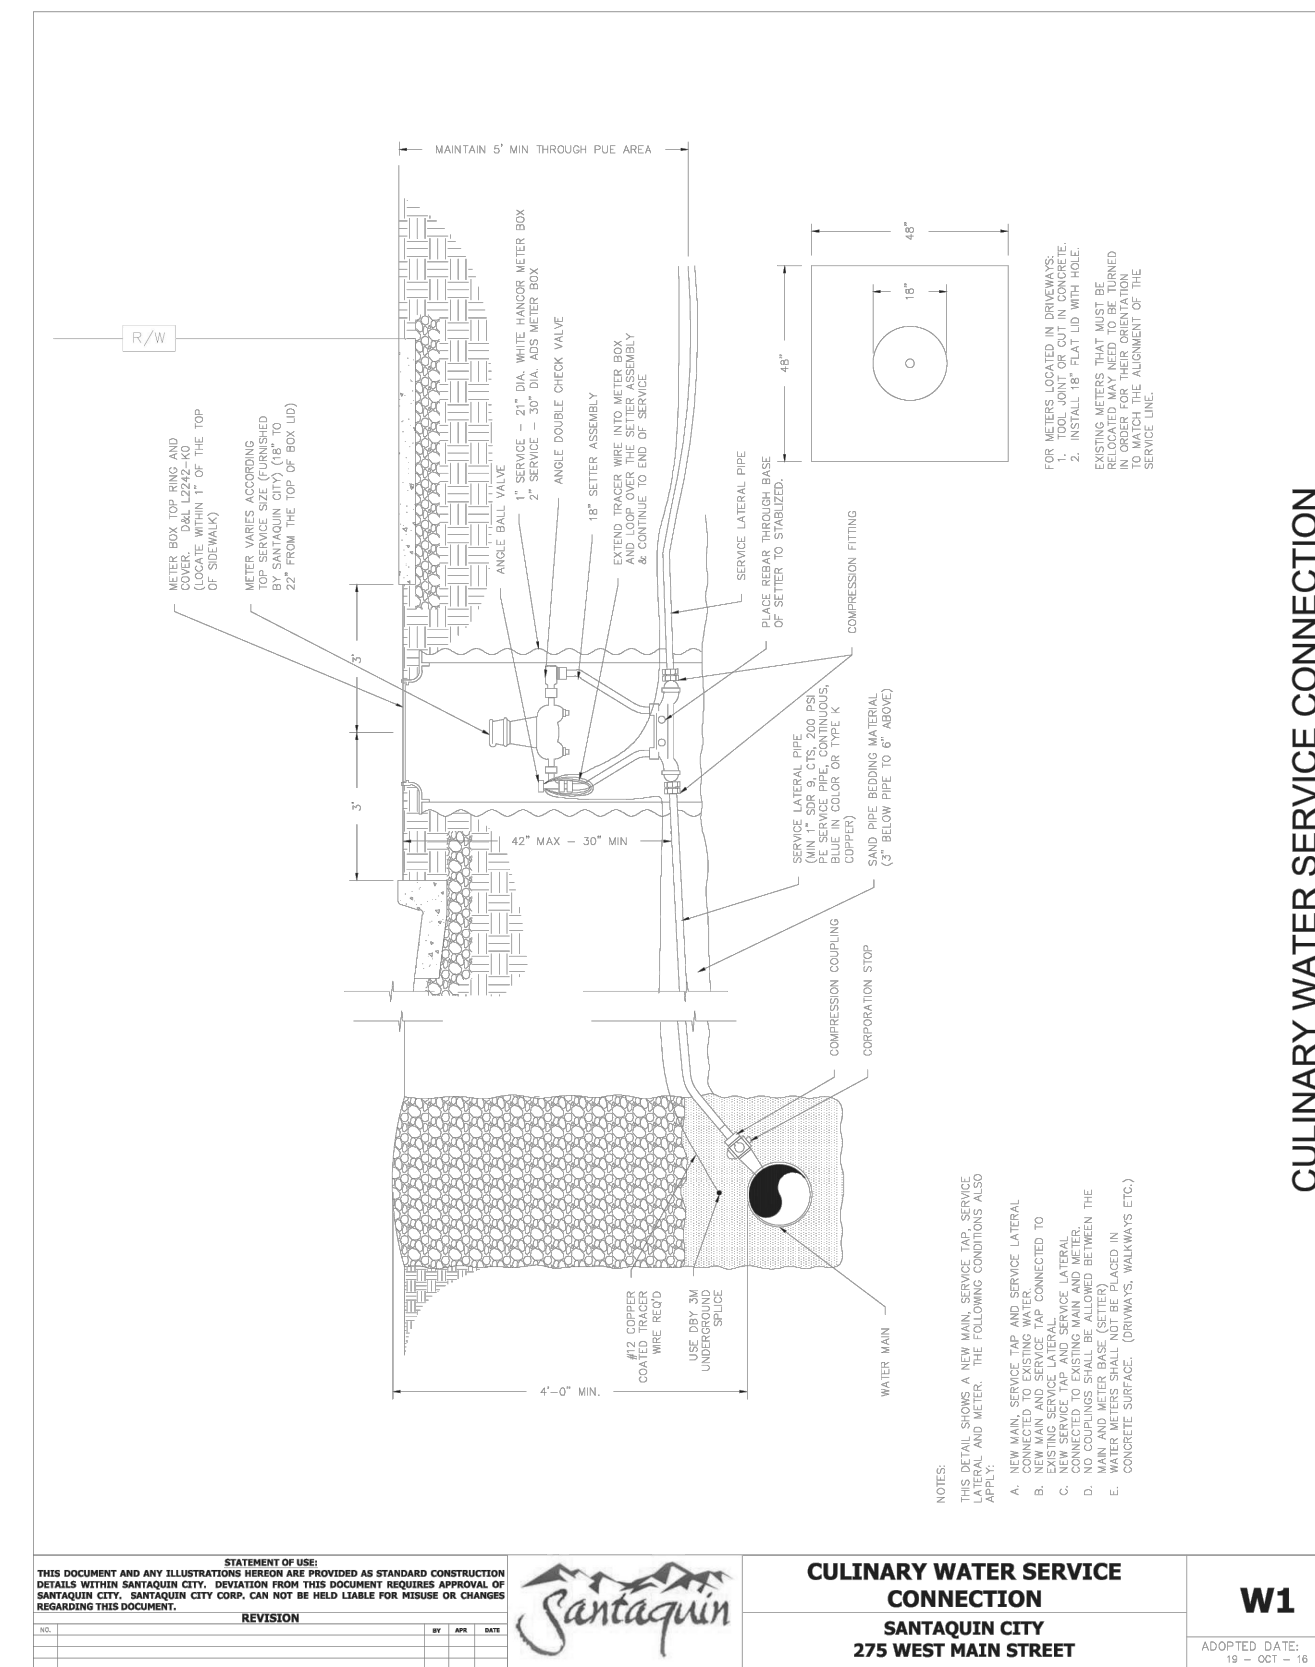 MAINTAIN 5' MIN THROUGH PUE AREA
R/W
METER BOX TOP RING AND
COVER. D&L L2242-KO
(LOCATE WITHIN 1" OF THE TOP
OF SIDEWALK)
METER VARIES ACCORDING
TOP SERVICE SIZE (FURNISHED
BY SANTAQUIN CITY) (18" TO
22" FROM THE TOP OF BOX LID)
ANGLE BALL VALVE
1" SERVICE - 21" DIA. WHITE HANCOR METER BOX
2" SERVICE - 30" DIA. ADS METER BOX
ANGLE DOUBLE CHECK VALVE
18" SETTER ASSEMBLY
EXTEND TRACER WIRE INTO METER BOX
AND LOOP OVER THE SETTER ASSEMBLY
& CONTINUE TO END OF SERVICE
SERVICE LATERAL PIPE
PLACE REBAR THROUGH BASE
OF SETTER TO STABLIZED.
COMPRESSION FITTING
48"
18"
48"
FOR METERS LOCATED IN DRIVEWAYS:
1. TOOL JOINT OR CUT IN CONCRETE.
2. INSTALL 18" FLAT LID WITH HOLE.
EXISTING METERS THAT MUST BE
RELOCATED MAY NEED TO BE TURNED
IN ORDER FOR THEIR ORIENTATION
TO MATCH THE ALIGNMENT OF THE
SERVICE LINE.
3'
3'
42" MAX - 30" MIN
SERVICE LATERAL PIPE
(MIN 1" SDR 9, CTS, 200 PSI
PE SERVICE PIPE, CONTINUOUS,
BLUE IN COLOR OR TYPE K
COPPER)
SAND PIPE BEDDING MATERIAL
(3" BELOW PIPE TO 6" ABOVE)
COMPRESSION COUPLING
CORPORATION STOP
#12 COPPER
COATED TRACER
WIRE REQ'D
USE DBY 3M
UNDERGROUND
SPLICE
4'-0" MIN.
WATER MAIN
NOTES:
THIS DETAIL SHOWS A NEW MAIN, SERVICE TAP, SERVICE
LATERAL AND METER. THE FOLLOWING CONDITIONS ALSO
APPLY:
A. NEW MAIN, SERVICE TAP AND SERVICE LATERAL
CONNECTED TO EXISTING WATER.
B. NEW MAIN AND SERVICE TAP CONNECTED TO
EXISTING SERVICE LATERAL.
C. NEW SERVICE TAP AND SERVICE LATERAL
CONNECTED TO EXISTING MAIN AND METER.
D. NO COUPLINGS SHALL BE ALLOWED BETWEEN THE
MAIN AND METER BASE (SETTER)
E. WATER METERS SHALL NOT BE PLACED IN
CONCRETE SURFACE. (DRIVWAYS, WALKWAYS ETC.)
CULINARY WATER SERVICE CONNECTION
STATEMENT OF USE:
THIS DOCUMENT AND ANY ILLUSTRATIONS HEREON ARE PROVIDED AS STANDARD CONSTRUCTION
DETAILS WITHIN SANTAQUIN CITY. DEVIATION FROM THIS DOCUMENT REQUIRES APPROVAL OF
SANTAQUIN CITY. SANTAQUIN CITY CORP. CAN NOT BE HELD LIABLE FOR MISUSE OR CHANGES
REGARDING THIS DOCUMENT.
REVISION
NO. BY APR DATE
Santaquin
CULINARY WATER SERVICE
CONNECTION
SANTAQUIN CITY
275 WEST MAIN STREET
W1
ADOPTED DATE:
19 - OCT - 16